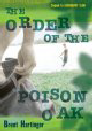 THE
ORDER OF THE
POISON
OAK
Brent Hartinger